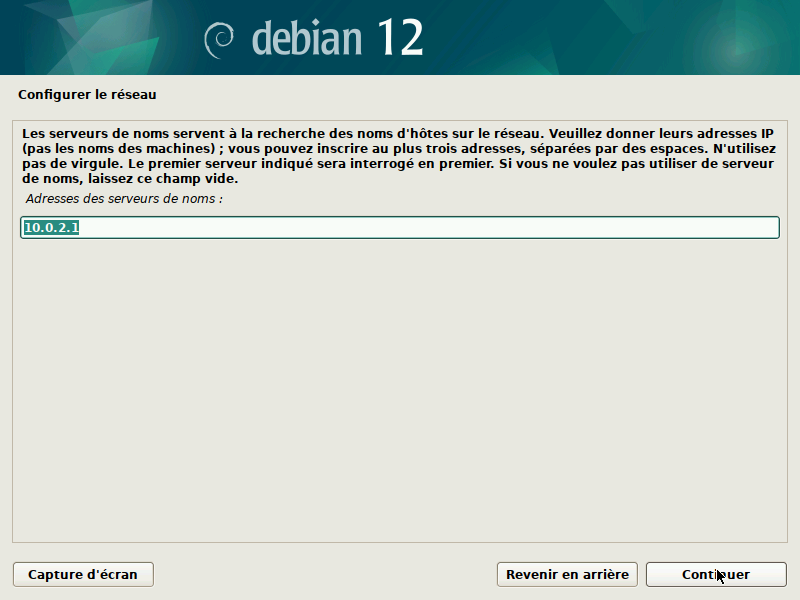 debian 12
Configurer le réseau
Les serveurs de noms servent à la recherche des noms d'hôtes sur le réseau. Veuillez donner leurs adresses IP
(pas les noms des machines) ; vous pouvez inscrire au plus trois adresses, séparées par des espaces. N'utilisez
pas de virgule. Le premier serveur indiqué sera interrogé en premier. Si vous ne voulez pas utiliser de serveur
de noms, laissez ce champ vide.
Adresses des serveurs de noms :
10.0.2.1
Capture d'écran
Revenir en arrière
Continuer